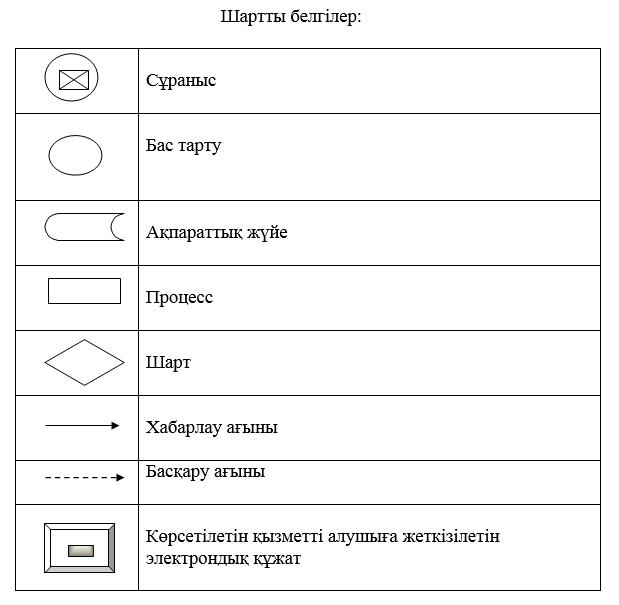 Шартты белгілер:
Сұраныс
Бас тарту
Ақпараттық жүйе
Процесс
Шарт
Хабарлау ағыны
Басқару ағыны
Көрсетілетін қызметті алушыға жеткізілетін
электрондық құжат